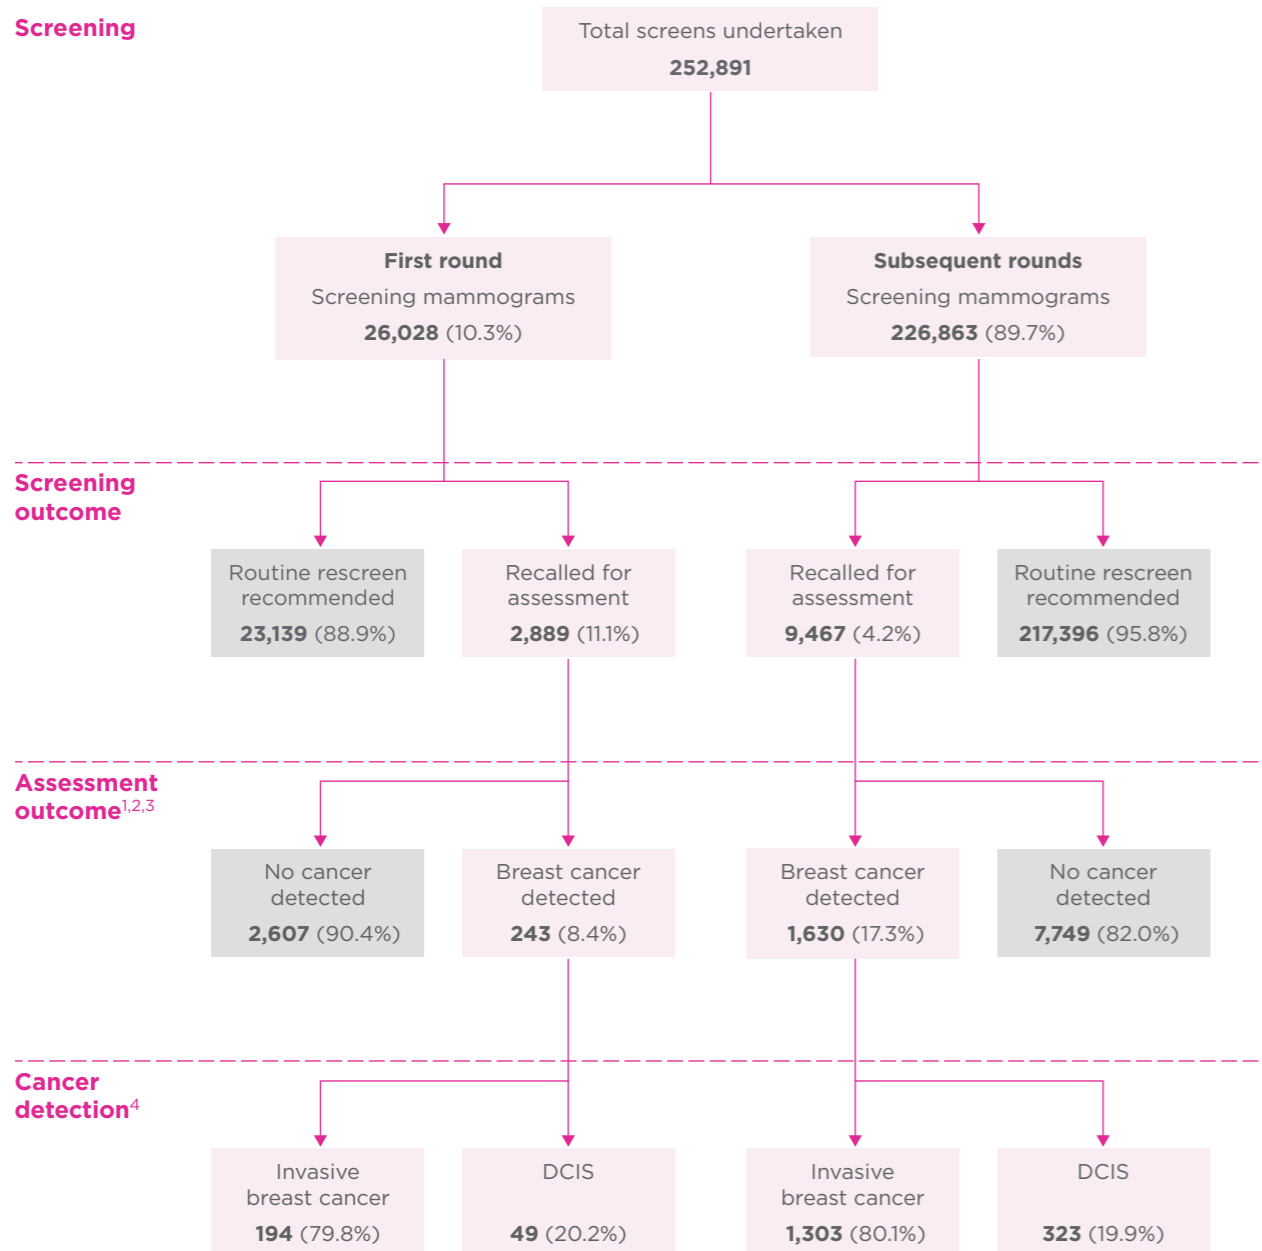 Screening
Total screens undertaken
252,891
First round
Screening mammograms
26,028 (10.3%)
Subsequent rounds
Screening mammograms
226,863 (89.7%)
Screening
outcome
Routine rescreen
recommended
23,139 (88.9%)
Recalled for
assessment
2,889 (11.1%)
Recalled for
assessment
9,467 (4.2%)
Routine rescreen
recommended
217,396 (95.8%)
Assessment
outcome1,2,3
No cancer
detected
2,607 (90.4%)
Breast cancer
detected
243 (8.4%)
Breast cancer
detected
1,630 (17.3%)
No cancer
detected
7,749 (82.0%)
Cancer
detection4
Invasive
breast cancer
194 (79.8%)
DCIS
49 (20.2%)
Invasive
breast cancer
1,303 (80.1%)
DCIS
323 (19.9%)